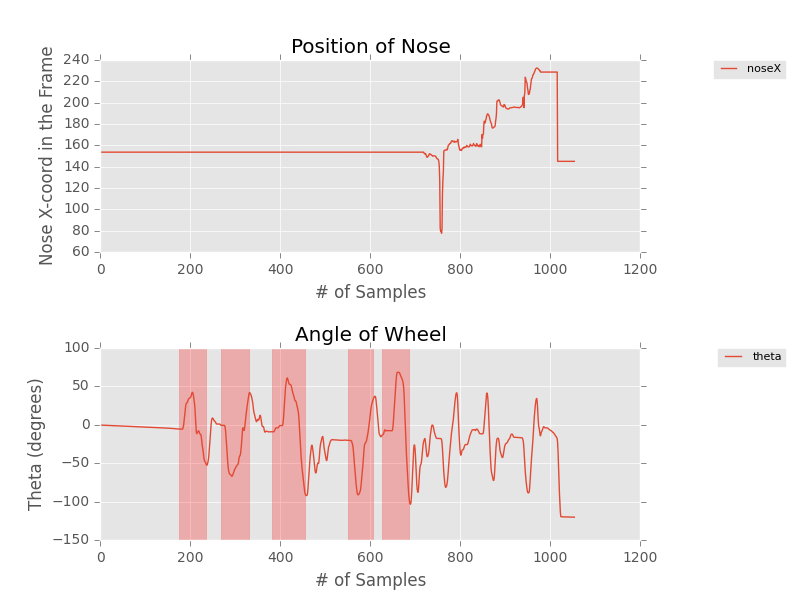 Position of Nose
240
220
200
180
160
140
120
100
80
60
Nose X-coord in the Frame
0 200 400 600 800 1000 1200
# of Samples
noseX
Angle of Wheel
100
50
0
−50
−100
−150
Theta (degrees)
0 200 400 600 800 1000 1200
# of Samples
theta